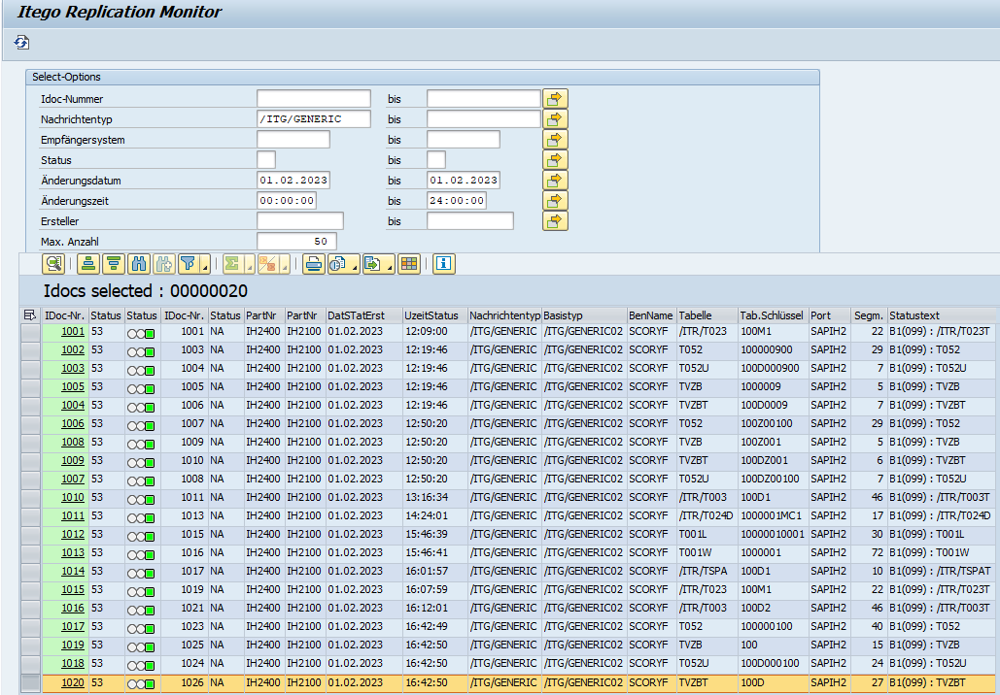 Itego Replication Monitor
Select-Options
Idoc-Nummer bis
Nachrichtentyp /ITG/GENERIC bis
Empfängersystem bis
Status bis
Änderungsdatum 01.02.2023 bis 01.02.2023
Änderungszeit 00:00:00 bis 24:00:00
Ersteller bis
Max. Anzahl 50
Idocs selected : 00000020
IDoc-Nr. Status Status IDoc-Nr. Status PartNr PartNr DatSTatErst UzeitStatus Nachrichtentyp Basistyp BenName Tabelle Tab.Schlüssel Port Segm. Statustext
1001 53 1001 NA IH2400 IH2100 01.02.2023 12:09:00 /ITG/GENERIC /ITG/GENERIC02 SCORYF /ITR/T023 100M1 SAPIH2 22 B1(099) : /ITR/T023T
1002 53 1003 NA IH2400 IH2100 01.02.2023 12:19:46 /ITG/GENERIC /ITG/GENERIC02 SCORYF T052 100000900 SAPIH2 29 B1(099) : T052
1003 53 1004 NA IH2400 IH2100 01.02.2023 12:19:46 /ITG/GENERIC /ITG/GENERIC02 SCORYF T052U 100D000900 SAPIH2 7 B1(099) : T052U
1005 53 1005 NA IH2400 IH2100 01.02.2023 12:19:46 /ITG/GENERIC /ITG/GENERIC02 SCORYF TVZB 1000009 SAPIH2 5 B1(099) : TVZB
1004 53 1006 NA IH2400 IH2100 01.02.2023 12:19:46 /ITG/GENERIC /ITG/GENERIC02 SCORYF TVZBT 100D0009 SAPIH2 7 B1(099) : TVZBT
1006 53 1007 NA IH2400 IH2100 01.02.2023 12:50:20 /ITG/GENERIC /ITG/GENERIC02 SCORYF T052 100Z00100 SAPIH2 29 B1(099) : T052
1008 53 1009 NA IH2400 IH2100 01.02.2023 12:50:20 /ITG/GENERIC /ITG/GENERIC02 SCORYF TVZB 100Z001 SAPIH2 5 B1(099) : TVZB
1009 53 1010 NA IH2400 IH2100 01.02.2023 12:50:20 /ITG/GENERIC /ITG/GENERIC02 SCORYF TVZBT 100DZ001 SAPIH2 6 B1(099) : TVZBT
1007 53 1008 NA IH2400 IH2100 01.02.2023 12:50:20 /ITG/GENERIC /ITG/GENERIC02 SCORYF T052U 100DZ00100 SAPIH2 7 B1(099) : T052U
1010 53 1011 NA IH2400 IH2100 01.02.2023 13:16:34 /ITG/GENERIC /ITG/GENERIC02 SCORYF /ITR/T003 100D1 SAPIH2 46 B1(099) : /ITR/T003T
1011 53 1013 NA IH2400 IH2100 01.02.2023 14:24:01 /ITG/GENERIC /ITG/GENERIC02 SCORYF /ITR/T024D 1000001MC1 SAPIH2 17 B1(099) : /ITR/T024D
1012 53 1015 NA IH2400 IH2100 01.02.2023 15:46:39 /ITG/GENERIC /ITG/GENERIC02 SCORYF T001L 10000010001 SAPIH2 30 B1(099) : T001L
1013 53 1016 NA IH2400 IH2100 01.02.2023 15:46:41 /ITG/GENERIC /ITG/GENERIC02 SCORYF T001W 1000001 SAPIH2 72 B1(099) : T001W
1014 53 1017 NA IH2400 IH2100 01.02.2023 16:01:57 /ITG/GENERIC /ITG/GENERIC02 SCORYF /ITR/TSPA 100D1 SAPIH2 10 B1(099) : /ITR/TSPAT
1015 53 1019 NA IH2400 IH2100 01.02.2023 16:07:59 /ITG/GENERIC /ITG/GENERIC02 SCORYF /ITR/T023 100M1 SAPIH2 22 B1(099) : /ITR/T023T
1016 53 1021 NA IH2400 IH2100 01.02.2023 16:12:01 /ITG/GENERIC /ITG/GENERIC02 SCORYF /ITR/T003 100D2 SAPIH2 46 B1(099) : /ITR/T003T
1017 53 1023 NA IH2400 IH2100 01.02.2023 16:42:49 /ITG/GENERIC /ITG/GENERIC02 SCORYF T052 100000100 SAPIH2 40 B1(099) : T052
1019 53 1025 NA IH2400 IH2100 01.02.2023 16:42:50 /ITG/GENERIC /ITG/GENERIC02 SCORYF TVZB 100 SAPIH2 15 B1(099) : TVZB
1018 53 1024 NA IH2400 IH2100 01.02.2023 16:42:50 /ITG/GENERIC /ITG/GENERIC02 SCORYF T052U 100D000100 SAPIH2 24 B1(099) : T052U
1020 53 1026 NA IH2400 IH2100 01.02.2023 16:42:50 /ITG/GENERIC /ITG/GENERIC02 SCORYF TVZBT 100D SAPIH2 27 B1(099) : TVZBT